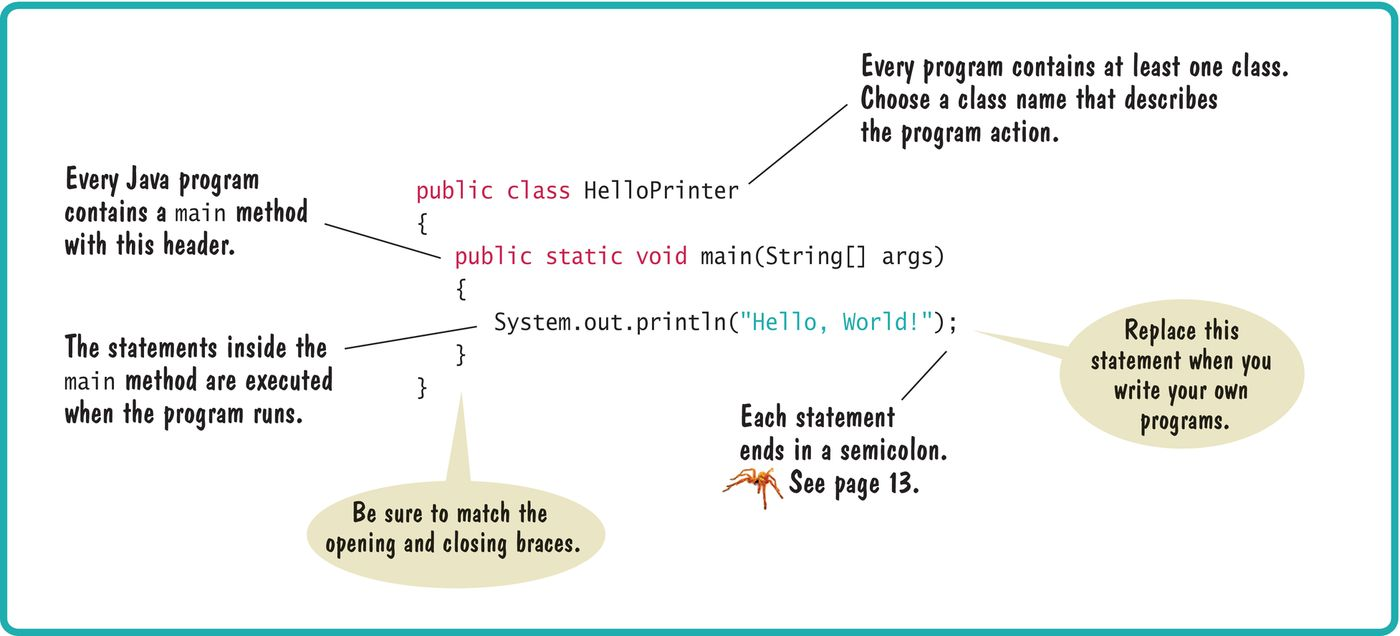 Every program contains at least one class.
Choose a class name that describes
the program action.
Every Java program
contains a main method
with this header.
public class HelloPrinter
{
public static void main(String[] args)
{
System.out.println("Hello, World!");
}
}
The statements inside the
main method are executed
when the program runs.
Replace this
statement when you
write your own
programs.
Each statement
ends in a semicolon.
See page 13.
Be sure to match the
opening and closing braces.